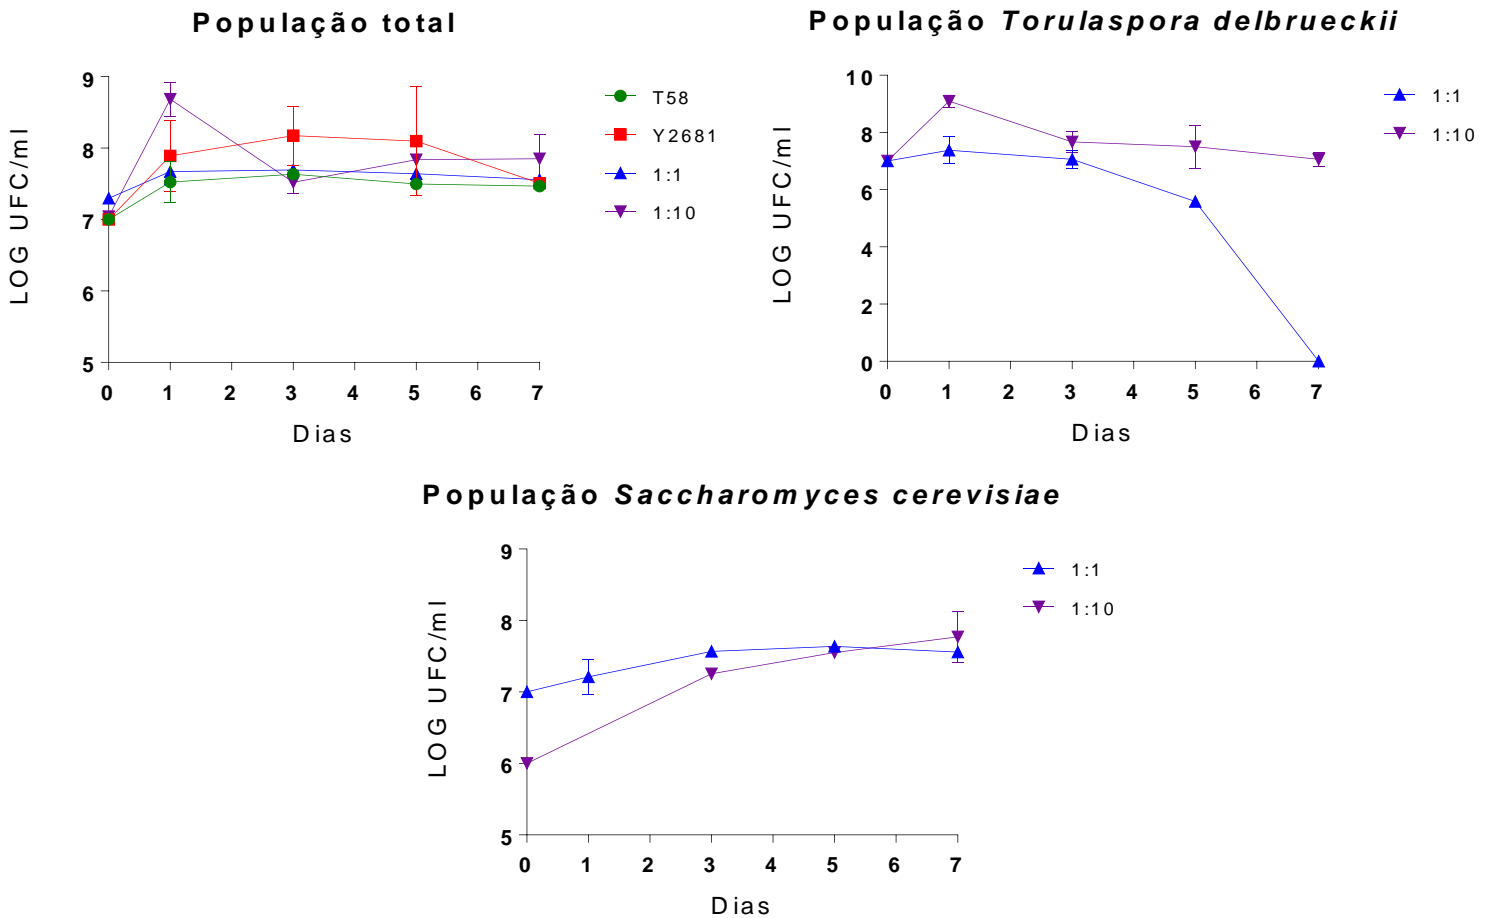 População total
LOG UFC/ml
9
8
7
6
5
0 1 2 3 4 5 6 7
Dias
T58
Y2681
1:1
1:10
População Torulaspora delbrueckii
LOG UFC/ml
10
8
6
4
2
0
0 1 2 3 4 5 6 7
Dias
1:1
1:10
População Saccharomyces cerevisiae
LOG UFC/ml
9
8
7
6
5
0 1 2 3 4 5 6 7
Dias
1:1
1:10